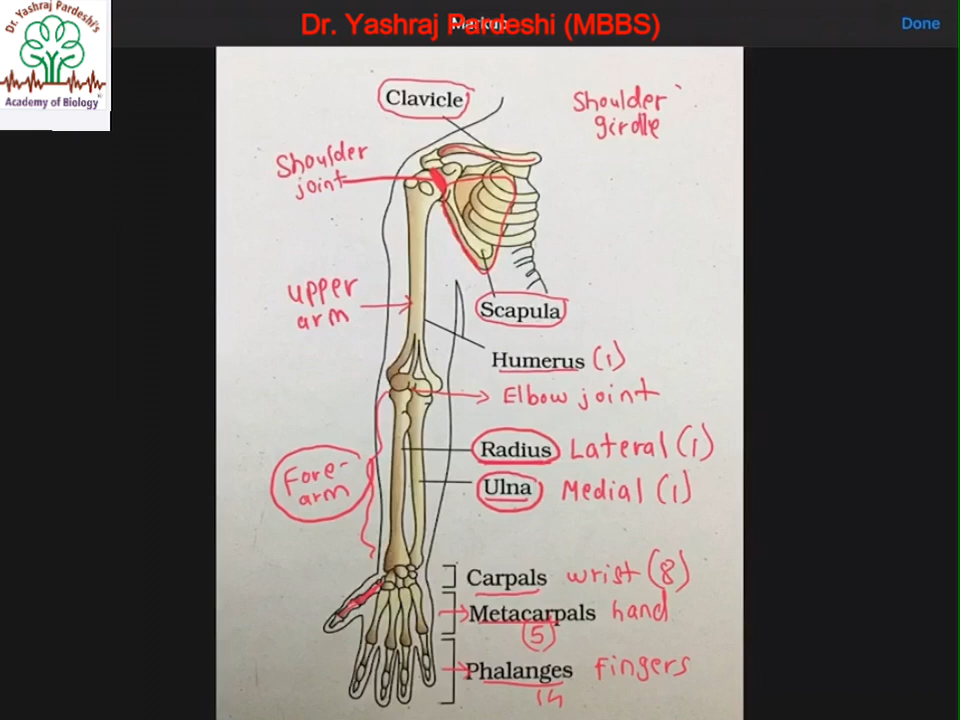 Dr. Yashraj Pardeshi's
Academy of Biology
Dr. Yashraj Pardeshi (MBBS)
Markup
Done
Clavicle
Shoulder
girdle
Shoulder
joint
upper
arm
Scapula
Humerus (1)
Elbow joint
Radius Lateral (1)
Ulna Medial (1)
Fore-
arm
Carpals wrist (8)
Metacarpals hand
5
Phalanges fingers
14